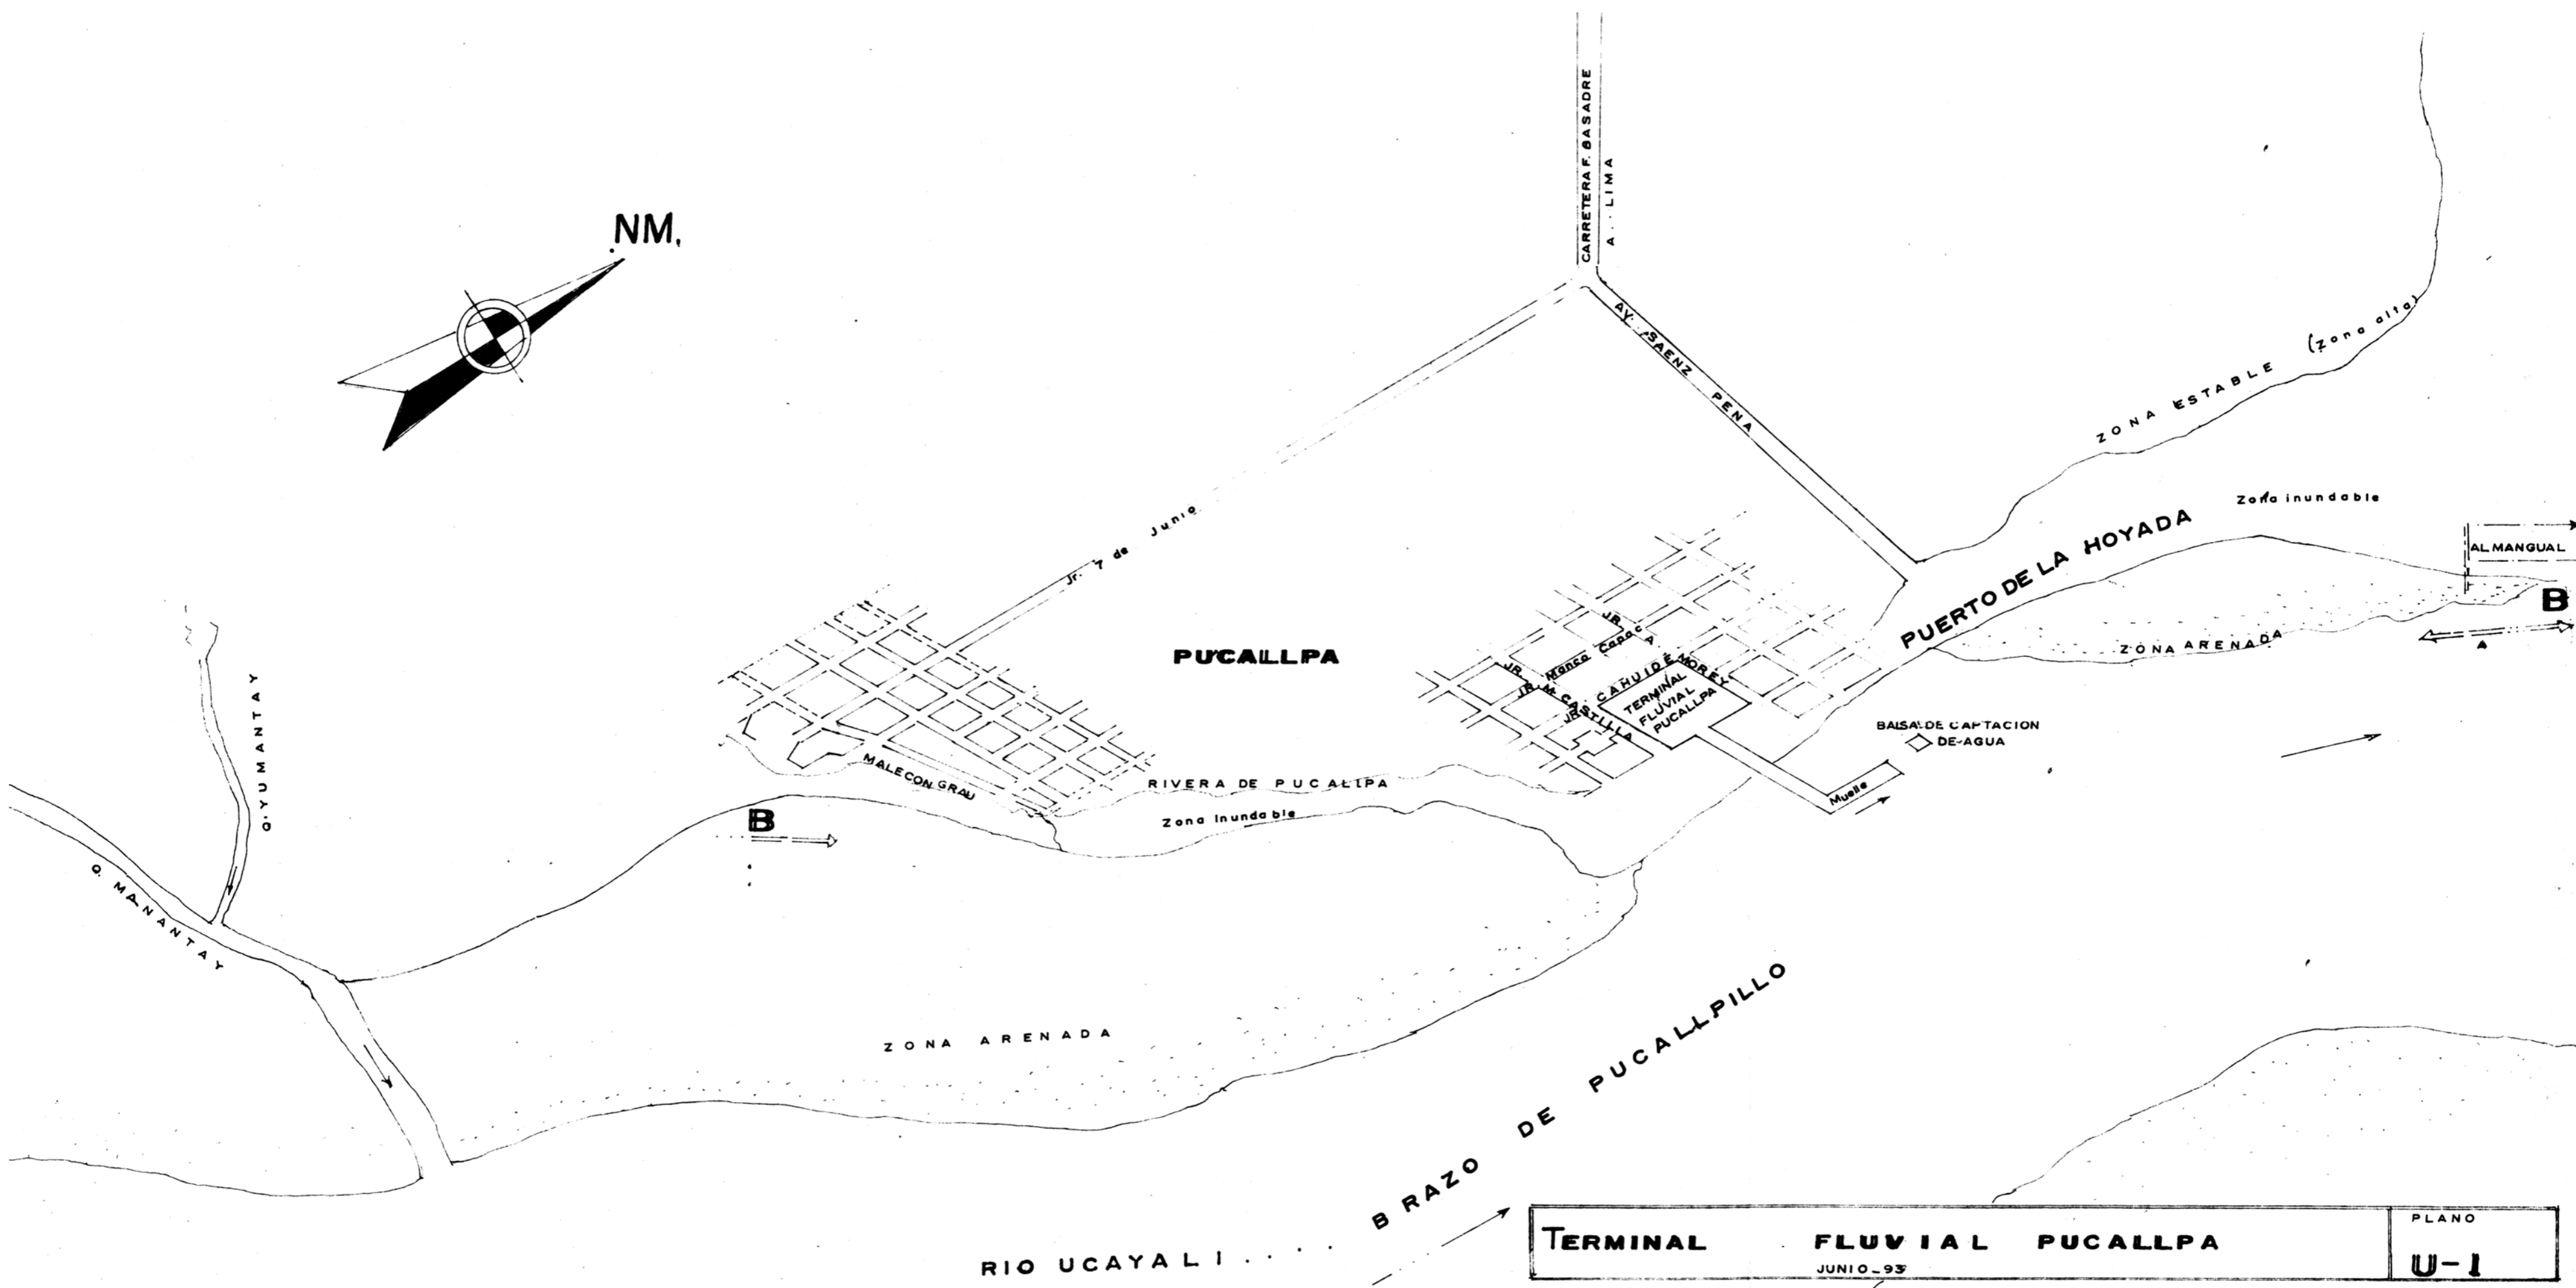 NM.
CARRETERA F. BASADRE
A . . LIMA
AV. SAENZ PENA
Jr. 7 de Junio
ZONA ESTABLE (Zona alta)
Zona inundable
PUERTO DE LA HOYADA
AL MANGUAL
B
A
ZONA ARENADA
PUCALLPA
JR.
A
Manco Capac
JR.
JR. M. CASTILLA
CAHUIDE
MOREY
JR
TERMINAL
FLUVIAL
PUCALLPA
BALSA DE CAPTACION
DE AGUA
Muelle
MALECON GRAU
RIVERA DE PUCALLPA
Zona Inundable
B
Q. YUMANTAY
Q. MANANTAY
ZONA ARENADA
RIO UCAYALI . . . . BRAZO DE PUCALLPILLO
TERMINAL FLUVIAL PUCALLPA
JUNIO_93
PLANO
U-1